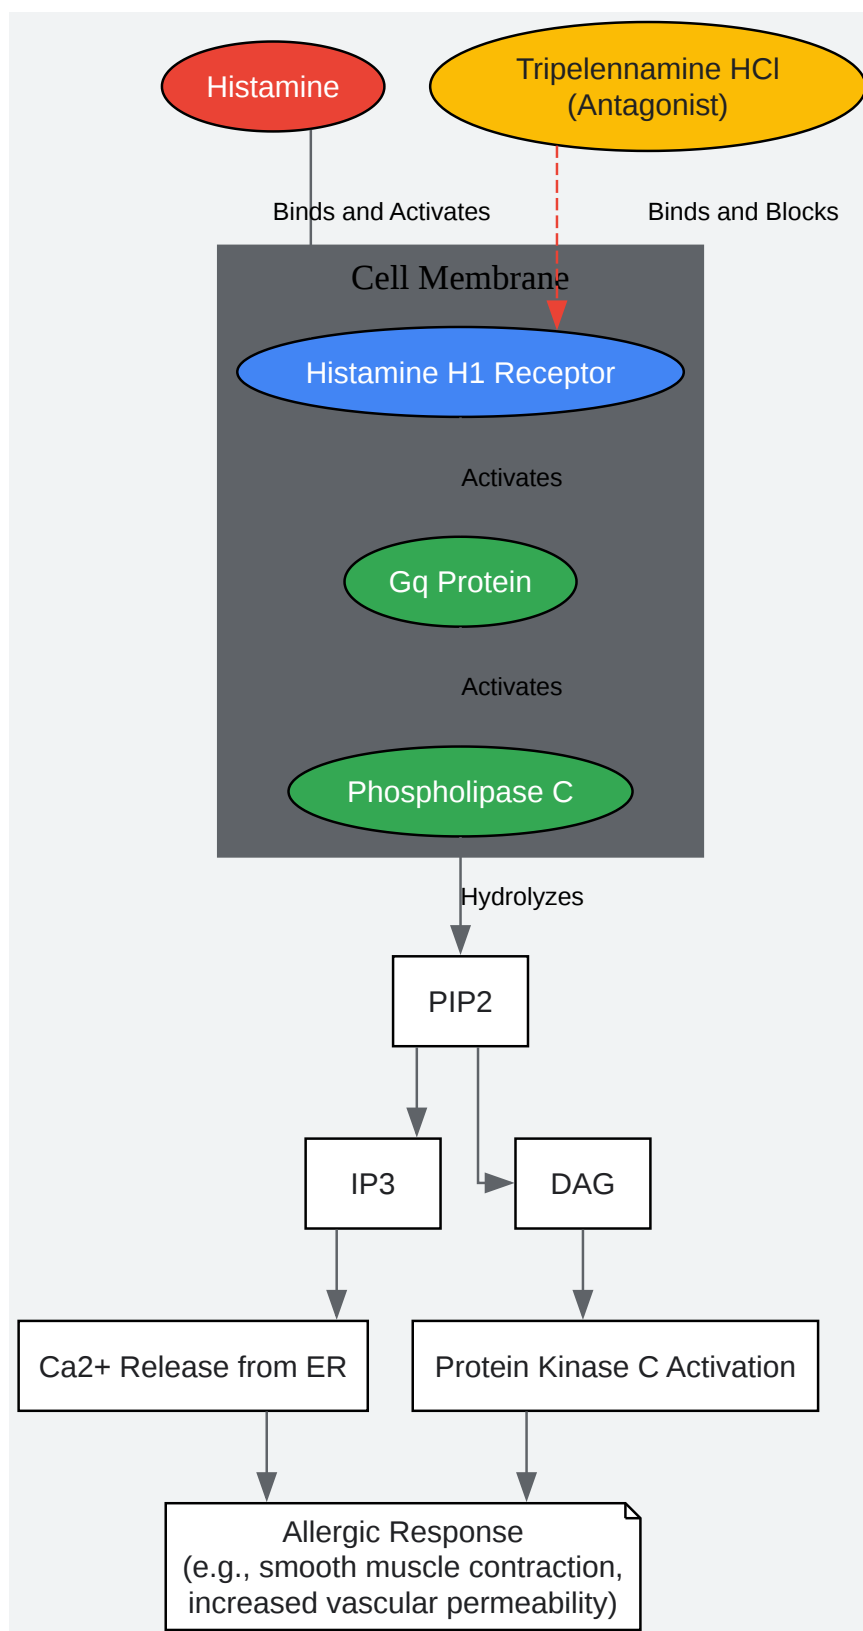 Histamine
Tripelennamine HCl
(Antagonist)
Binds and Activates
Binds and Blocks
Cell Membrane
Histamine H1 Receptor
Activates
Gq Protein
Activates
Phospholipase C
Hydrolyzes
PIP2
IP3
DAG
Ca2+ Release from ER
Protein Kinase C Activation
Allergic Response
(e.g., smooth muscle contraction,
increased vascular permeability)